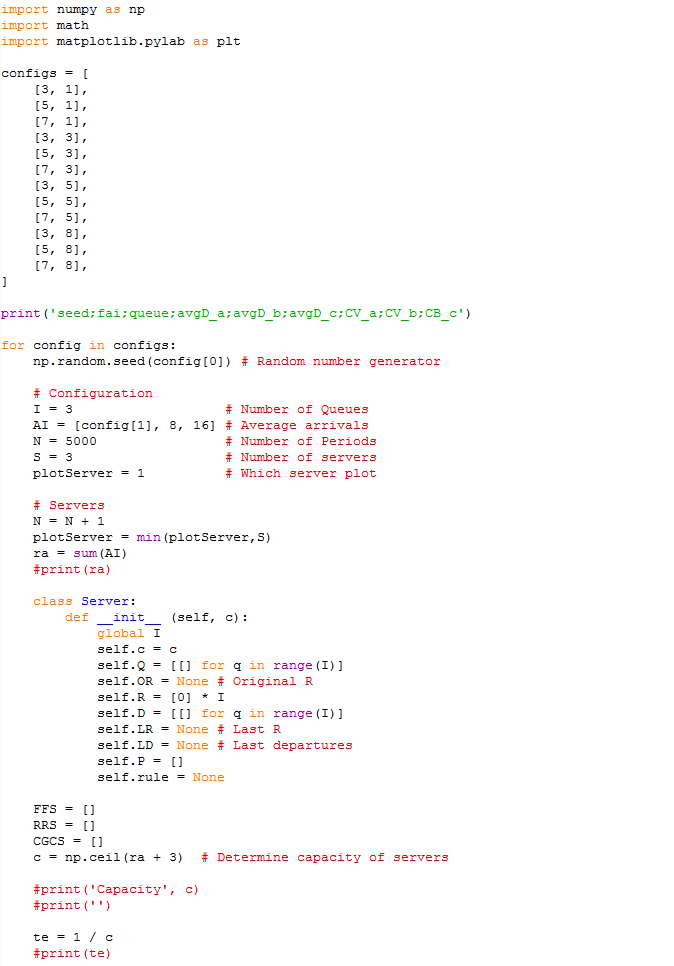 import numpy as np
import math
import matplotlib.pylab as plt

configs = [
    [3, 1],
    [5, 1],
    [7, 1],
    [3, 3],
    [5, 3],
    [7, 3],
    [3, 5],
    [5, 5],
    [7, 5],
    [3, 8],
    [5, 8],
    [7, 8],
]

print('seed;fai;queue;avgD_a;avgD_b;avgD_c;CV_a;CV_b;CB_c')

for config in configs:
    np.random.seed(config[0]) # Random number generator

    # Configuration
    I = 3                   # Number of Queues
    AI = [config[1], 8, 16] # Average arrivals
    N = 5000                # Number of Periods
    S = 3                   # Number of servers
    plotServer = 1          # Which server plot

    # Servers
    N = N + 1
    plotServer = min(plotServer,S)
    ra = sum(AI)
    #print(ra)

    class Server:
        def __init__ (self, c):
            global I
            self.c = c
            self.Q = [[] for q in range(I)]
            self.OR = None # Original R
            self.R = [0] * I
            self.D = [[] for q in range(I)]
            self.LR = None # Last R
            self.LD = None # Last departures
            self.P = []
            self.rule = None

    FFS = []
    RRS = []
    CGCS = []
    c = np.ceil(ra + 3)  # Determine capacity of servers

    #print('Capacity', c)
    #print('')

    te = 1 / c
    #print(te)